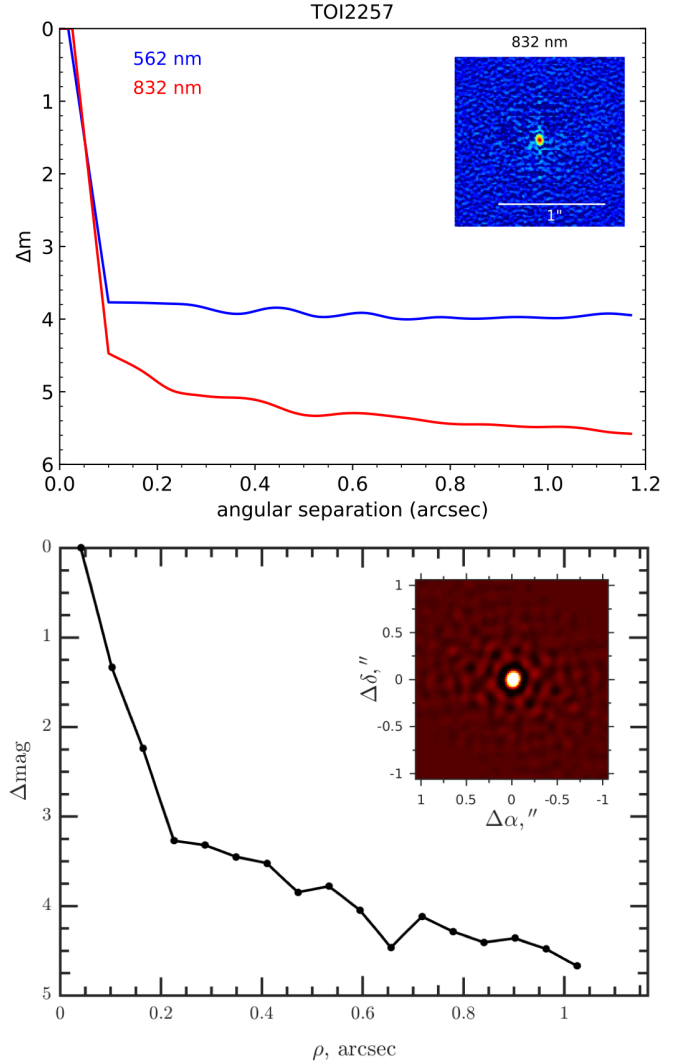 TOI2257
562 nm
832 nm
832 nm
1"
0
1
2
3
4
5
6
Δm
0.0 0.2 0.4 0.6 0.8 1.0 1.2
angular separation (arcsec)
0
1
2
3
4
5
Δmag
1
0.5
0
-0.5
-1
Δδ,″
1 0.5 0 -0.5 -1
Δα,″
0 0.2 0.4 0.6 0.8 1
ρ, arcsec